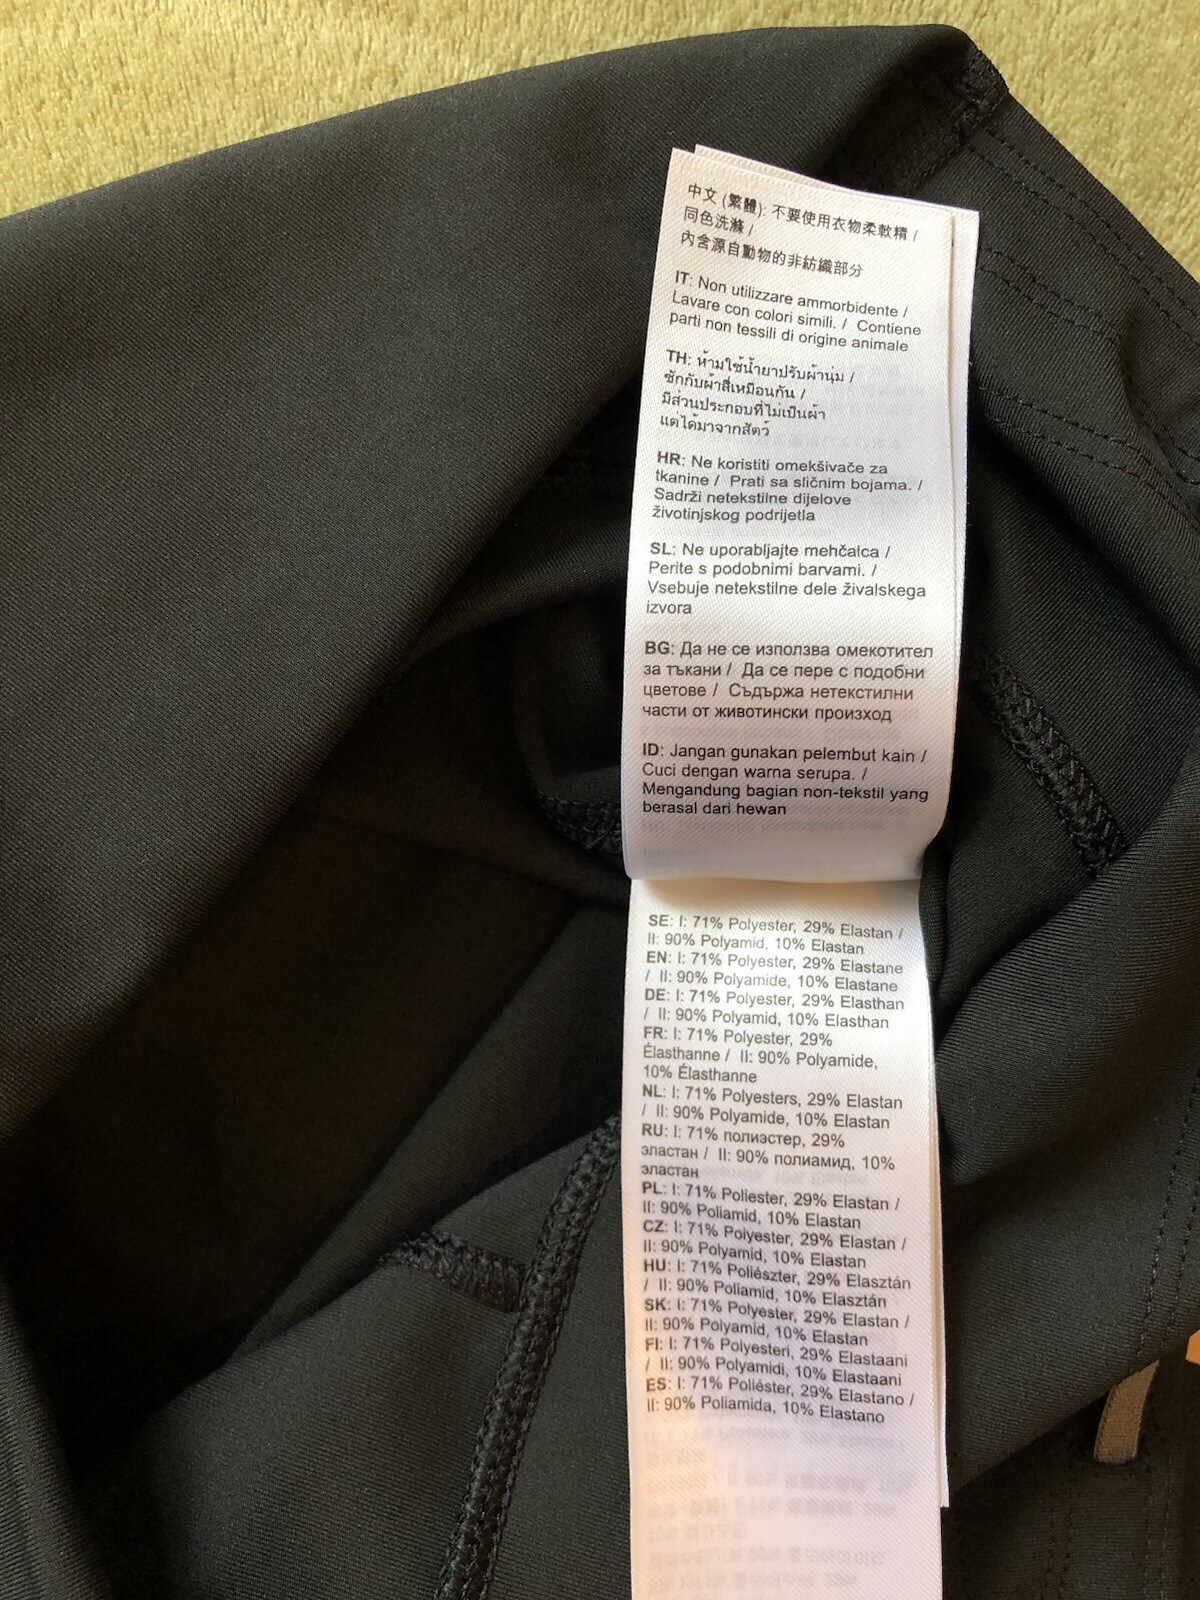 中文 (繁體): 不要使用衣物柔軟精 /
同色洗滌 /
內含源自動物的非紡織部分
IT: Non utilizzare ammorbidente /
Lavare con colori simili. / Contiene
parti non tessili di origine animale
TH: ห้ามใช้น้ำยาปรับผ้านุ่ม /
ซักกับผ้าสีเหมือนกัน /
มีส่วนประกอบที่ไม่เป็นผ้า
แต่ได้มาจากสัตว์
HR: Ne koristiti omekšivače za
tkanine / Prati sa sličnim bojama. /
Sadrži netekstilne dijelove
životinjskog podrijetla
SL: Ne uporabljajte mehčalca /
Perite s podobnimi barvami. /
Vsebuje netekstilne dele živalskega
izvora
BG: Да не се използва омекотител
за тъкани / Да се пере с подобни
цветове / Съдържа нетекстилни
части от животински произход
ID: Jangan gunakan pelembut kain /
Cuci dengan warna serupa. /
Mengandung bagian non-tekstil yang
berasal dari hewan
SE: I: 71% Polyester, 29% Elastan /
II: 90% Polyamid, 10% Elastan
EN: I: 71% Polyester, 29% Elastane
/ II: 90% Polyamide, 10% Elastane
DE: I: 71% Polyester, 29% Elasthan
/ II: 90% Polyamid, 10% Elasthan
FR: I: 71% Polyester, 29%
Élasthanne / II: 90% Polyamide,
10% Élasthanne
NL: I: 71% Polyesters, 29% Elastan
/ II: 90% Polyamide, 10% Elastan
RU: I: 71% полиэстер, 29%
эластан / II: 90% полиамид, 10%
эластан
PL: I: 71% Poliester, 29% Elastan /
II: 90% Poliamid, 10% Elastan
CZ: I: 71% Polyester, 29% Elastan /
II: 90% Polyamid, 10% Elastan
HU: I: 71% Poliészter, 29% Elasztán
/ II: 90% Poliamid, 10% Elasztán
SK: I: 71% Polyester, 29% Elastan /
II: 90% Polyamid, 10% Elastan
FI: I: 71% Polyesteri, 29% Elastaani
/ II: 90% Polyamidi, 10% Elastaani
ES: I: 71% Poliéster, 29% Elastano /
II: 90% Poliamida, 10% Elastano